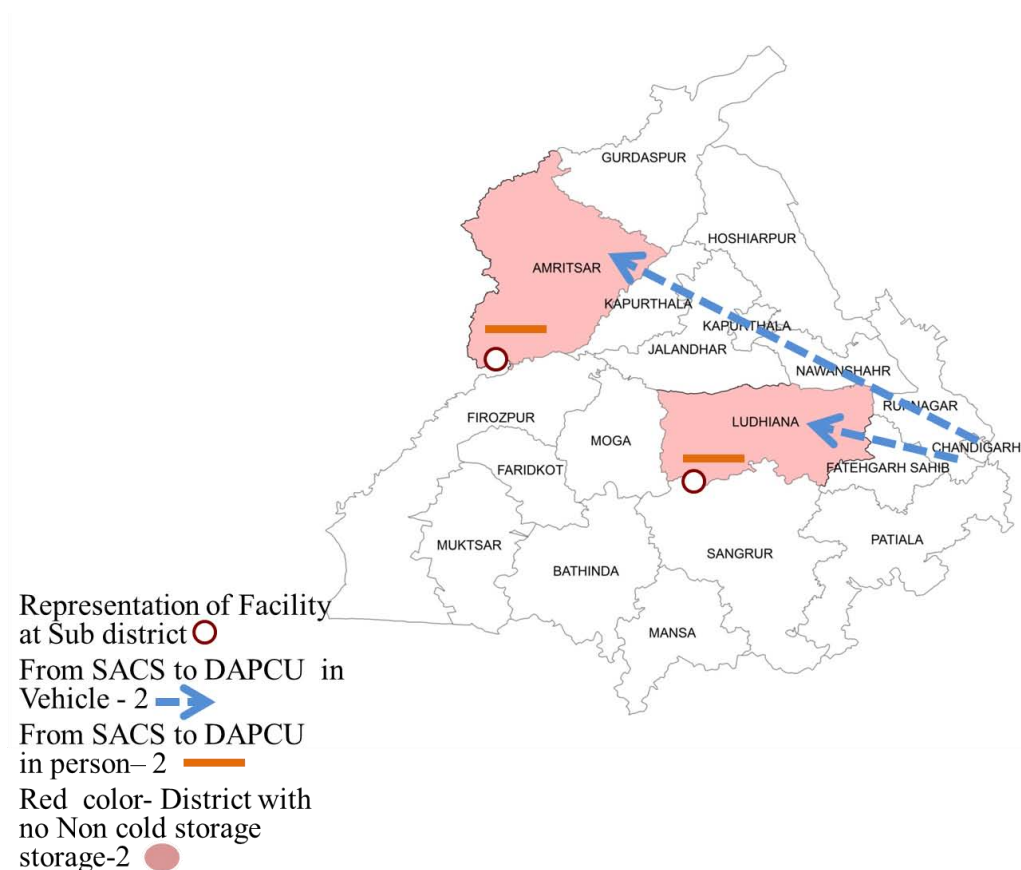 GURDASPUR
HOSHIARPUR
AMRITSAR
KAPURTHALA
KAPURTHALA
JALANDHAR
NAWANSHAHR
RUPNAGAR
FIROZPUR
LUDHIANA
MOGA
CHANDIGARH
FARIDKOT
FATEHGARH SAHIB
MUKTSAR
PATIALA
SANGRUR
BATHINDA
MANSA
Representation of Facility
at Sub district
From SACS to DAPCU in
Vehicle - 2
From SACS to DAPCU
in person– 2
Red color- District with
no Non cold storage
storage-2